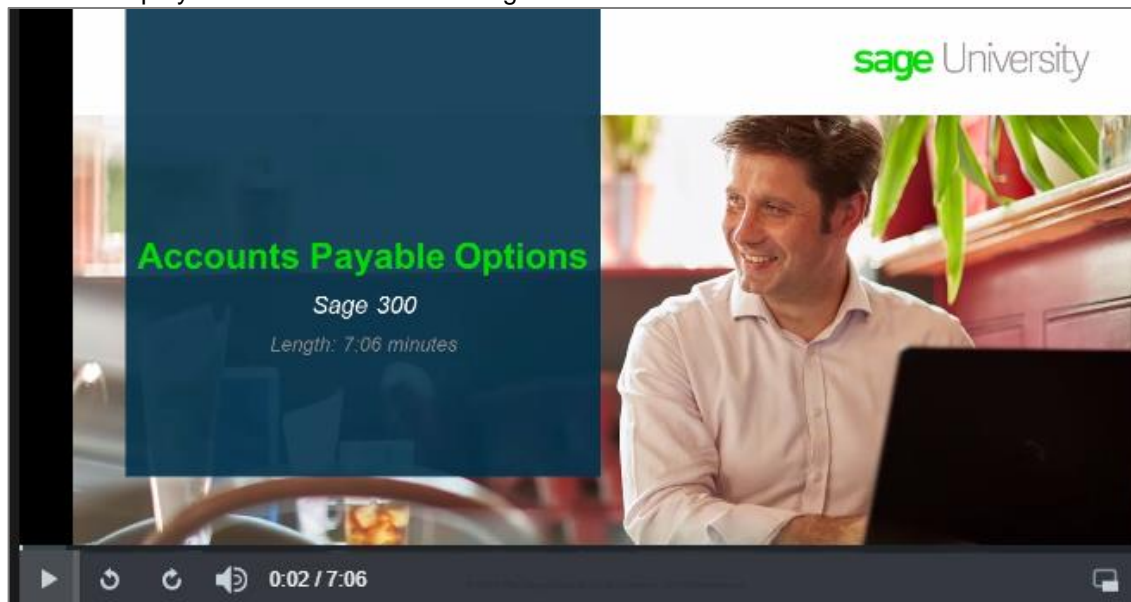 sage University
Accounts Payable Options
Sage 300
Length: 7:06 minutes
0:02 / 7:06